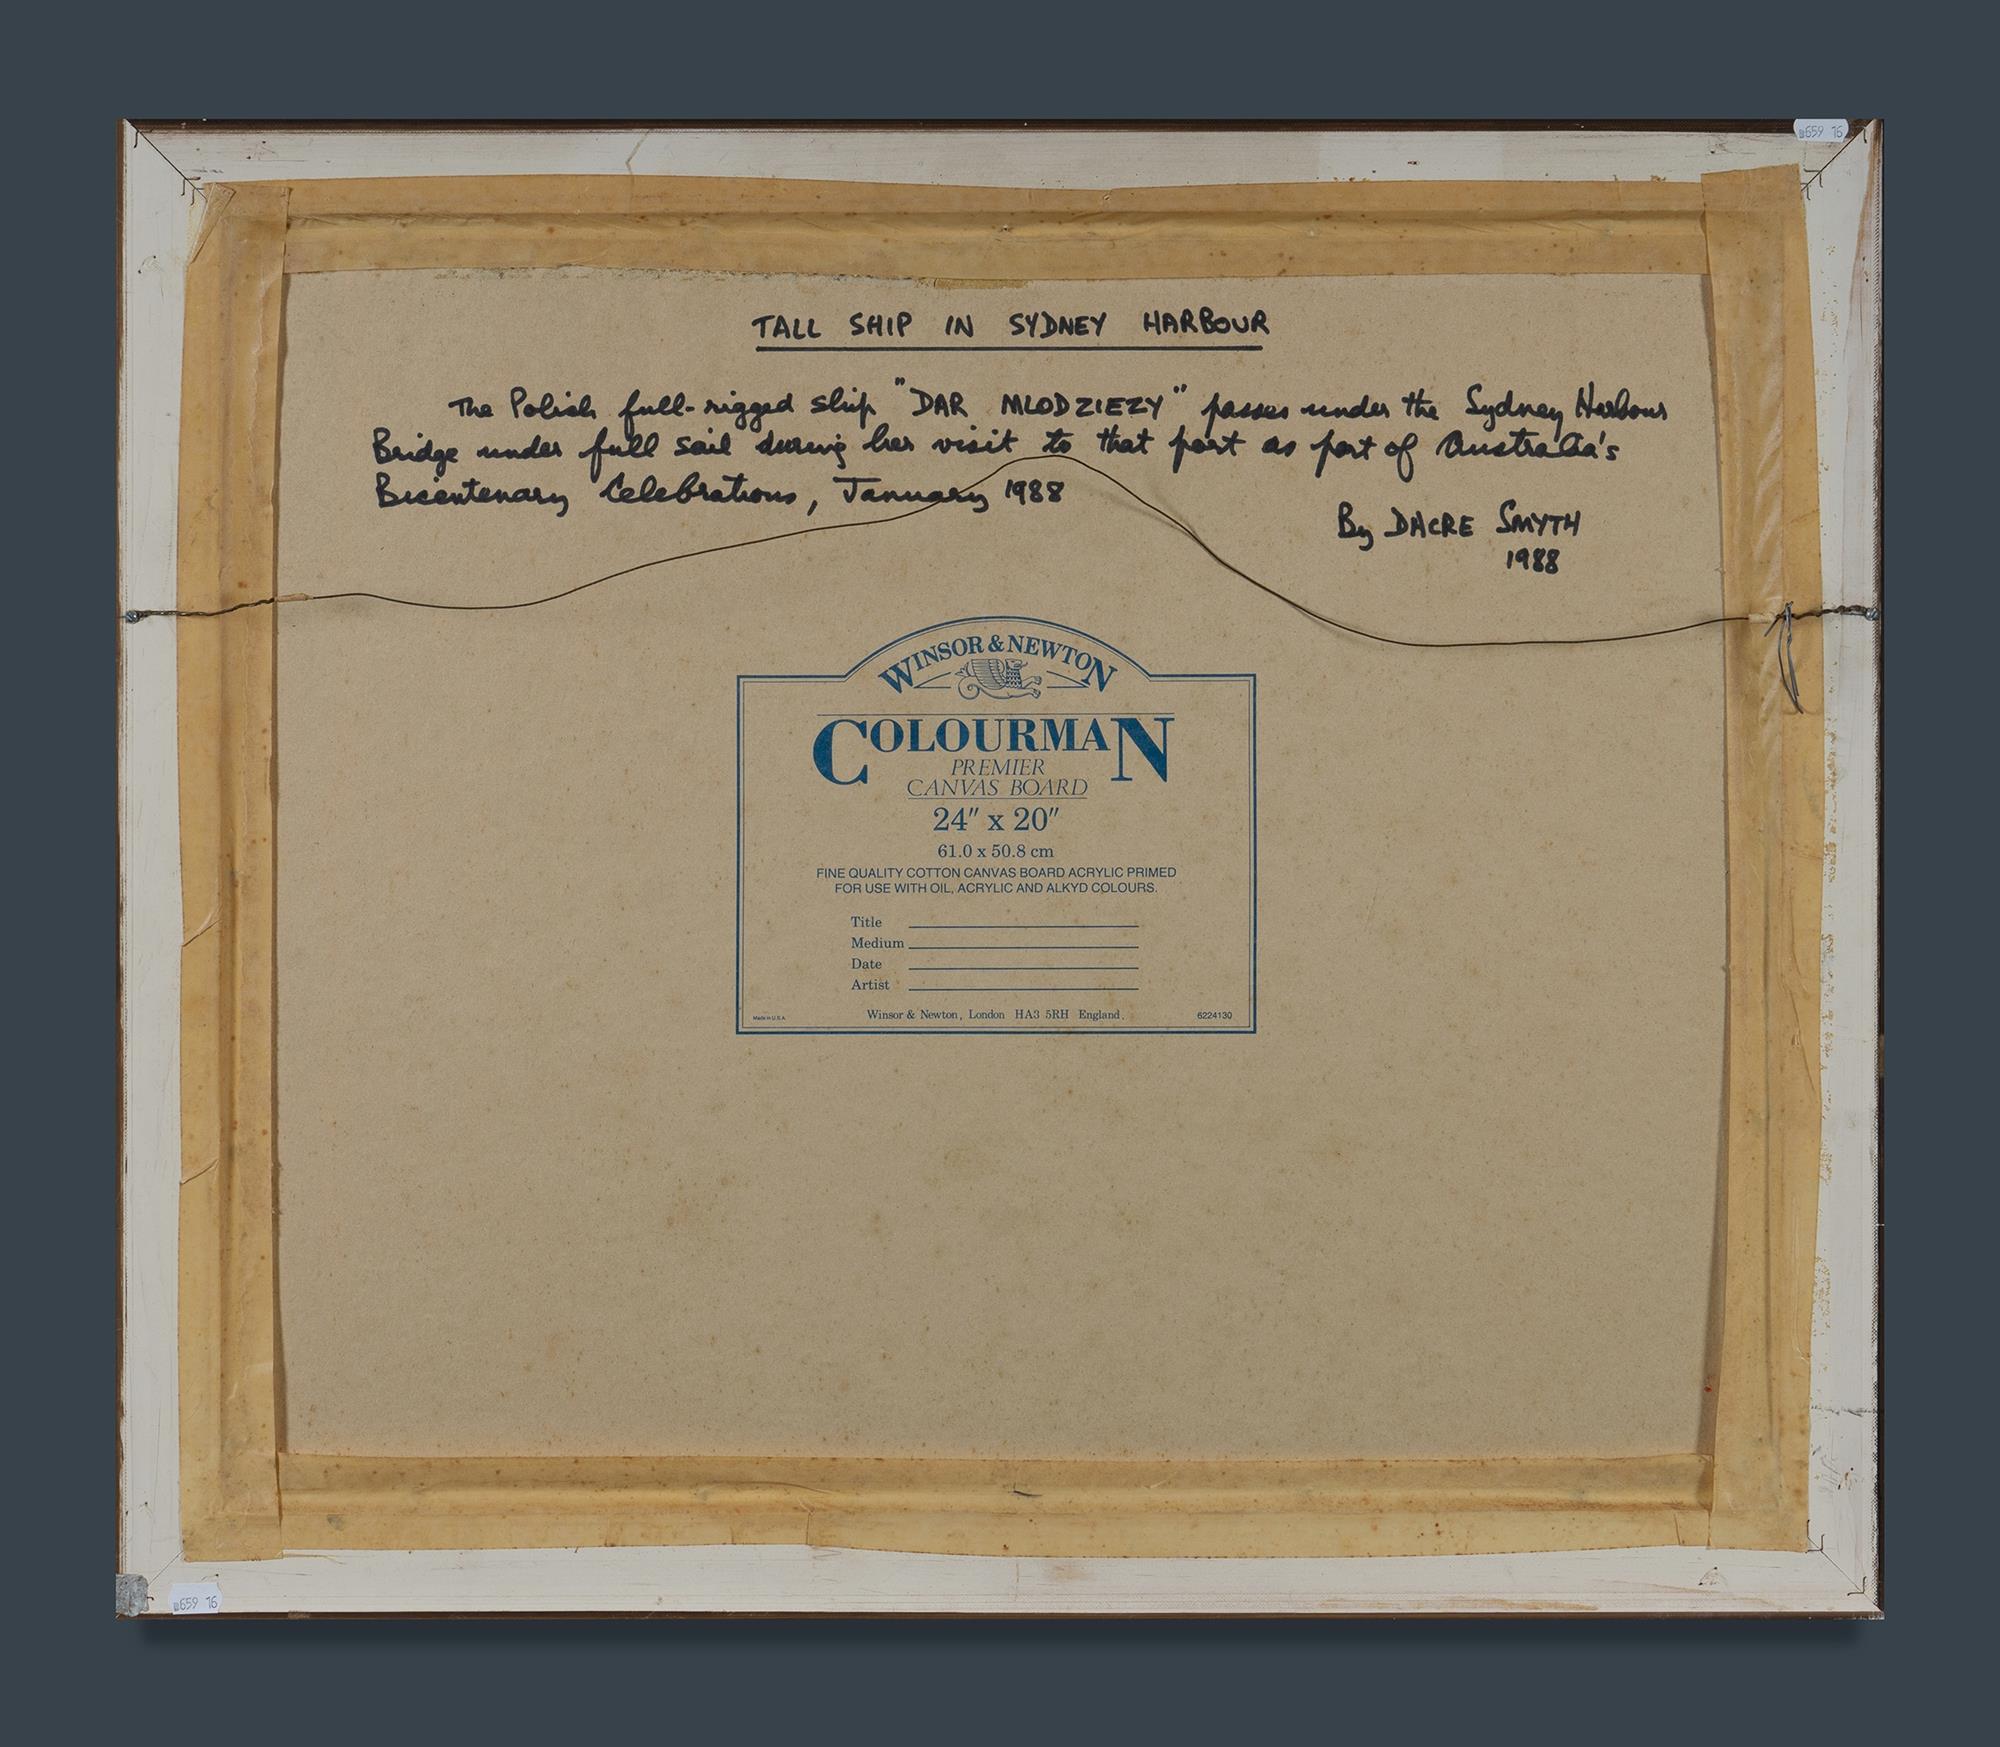 659 16
TALL SHIP IN SYDNEY HARBOUR
The Polish full-rigged ship "DAR MLODZIEZY" passes under the Sydney Harbour
Bridge under full sail during her visit to that port as part of Australia's
Bicentenary Celebrations, January 1988
By DACRE SMYTH
1988
WINSOR & NEWTON
COLOURMAN
PREMIER
CANVAS BOARD
24" x 20"
61.0 x 50.8 cm
FINE QUALITY COTTON CANVAS BOARD ACRYLIC PRIMED
FOR USE WITH OIL, ACRYLIC AND ALKYD COLOURS.
Title
Medium
Date
Artist
Made in U.S.A. Winsor & Newton, London HA3 5RH England. 6224130
659 16